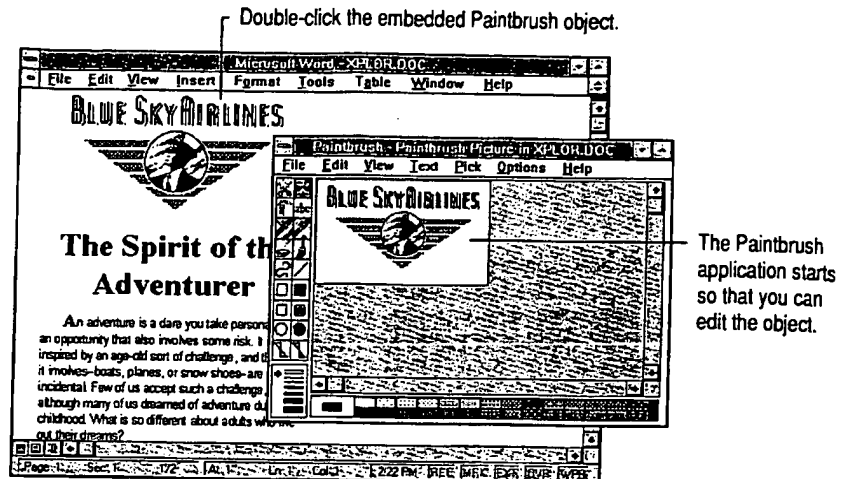 Double-click the embedded Paintbrush object.
Microsoft Word - XPLOR.DOC
File Edit View Insert Format Tools Table Window Help
BLUE SKY AIRLINES
The Spirit of th
Adventurer
An adventure is a dare you take persona
an opportunity that also involves some risk. It
inspired by an age-old sort of challenge, and th
it involves–boats, planes, or snow shoes–are
incidental. Few of us accept such a challenge,
although many of us dreamed of adventure du
childhood. What is so different about adults who
out their dreams?
2:22 PM
Paintbrush - Paintbrush Picture in XPLOR.DOC
File Edit View Text Pick Options Help
BLUE SKY AIRLINES
The Paintbrush
application starts
so that you can
edit the object.